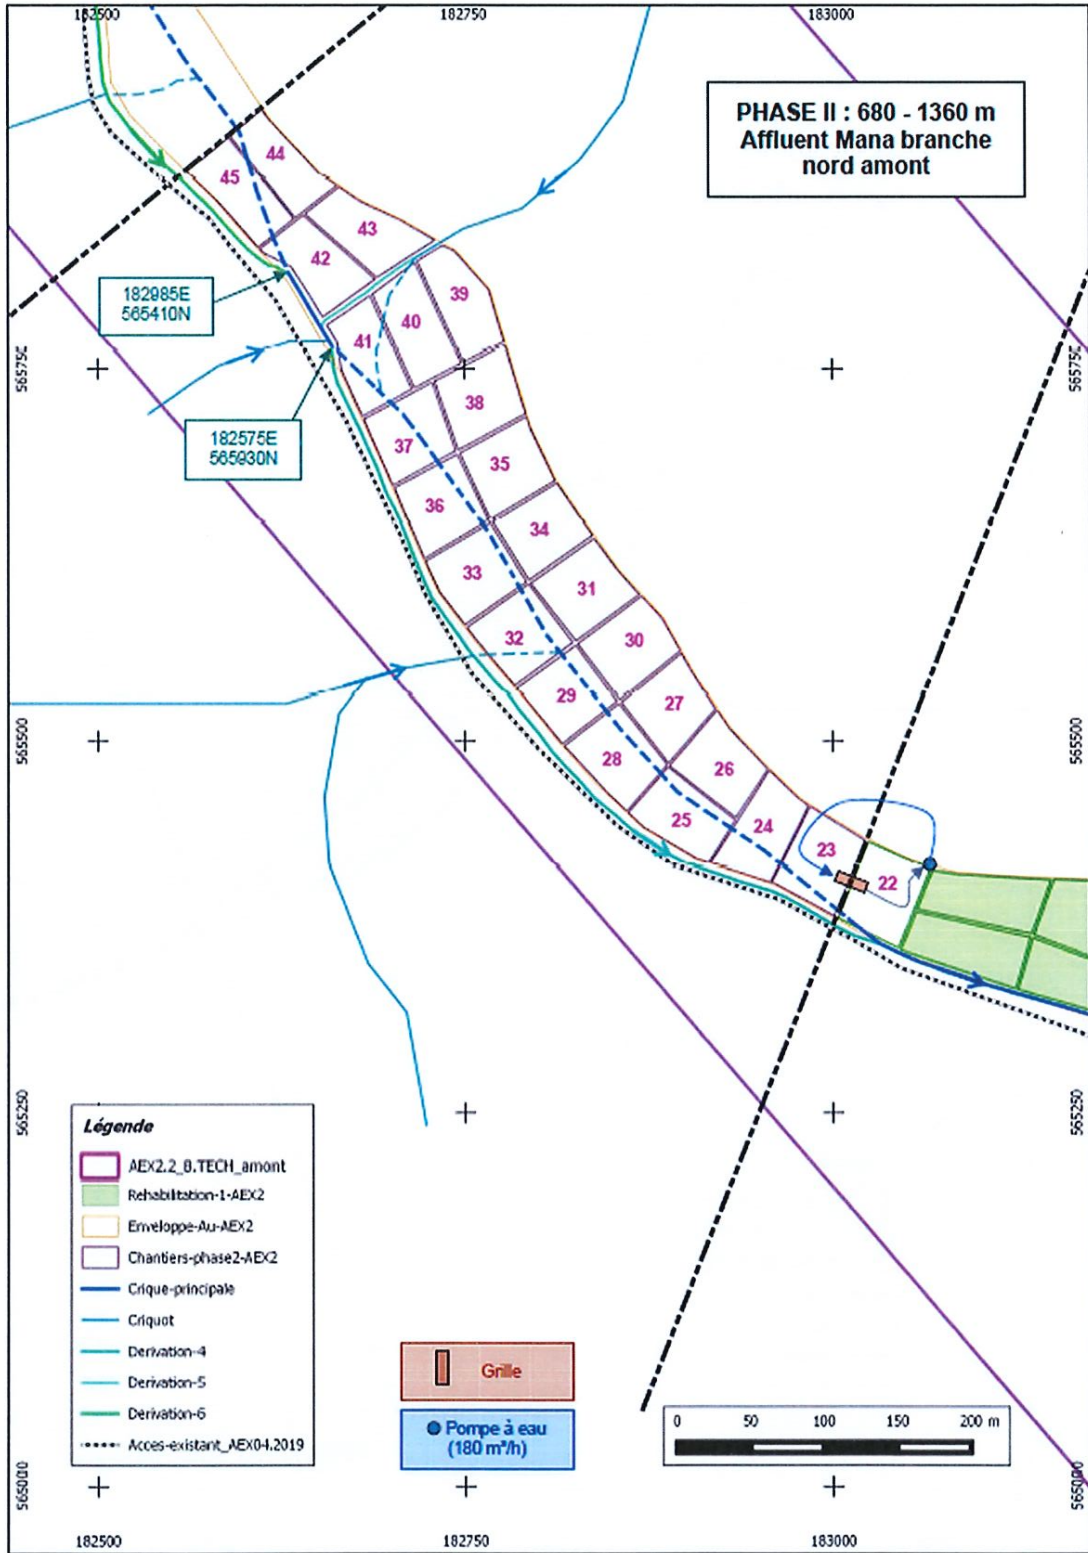 182500
182750
183000
PHASE II : 680 - 1360 m
Affluent Mana branche
nord amont
44
45
43
42
182985E
565410N
39
40
41
565750
565750
38
182575E
565930N
37
35
36
34
33
31
32
30
29
27
28
26
25
24
23
22
565500
565500
565250
565250
Légende
AEX2.2_B.TECH_amont
Rehabilitation-1-AEX2
Enveloppe-Au-AEX2
Chantiers-phase2-AEX2
Crique-principale
Criquot
Derivation-4
Derivation-5
Derivation-6
Acces-existant_AEX04.2019
Grille
Pompe à eau
(180 m³/h)
0 50 100 150 200 m
565000
565000
182500
182750
183000